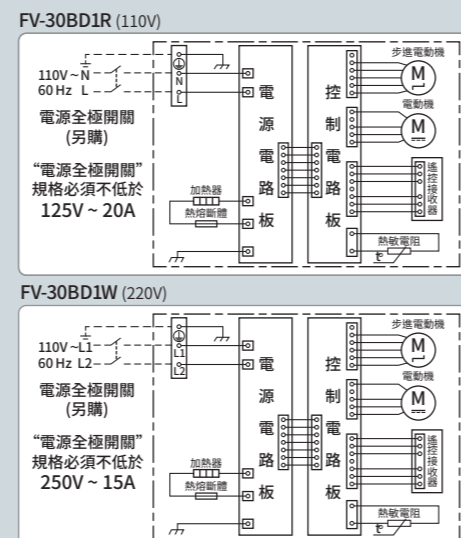 FV-30BD1R (110V)
110V ~ N
60 Hz L
N
L
電源全極開關
(另購)
“電源全極開關”
規格必須不低於
125V ~ 20A
加熱器
熱熔斷體
電源電路板
控制電路板
步進電動機
M
電動機
M
遙控接收器
熱敏電阻
t°
FV-30BD1W (220V)
110V ~L1
60 Hz L2
L1
L2
電源全極開關
(另購)
“電源全極開關”
規格必須不低於
250V ~ 15A
加熱器
熱熔斷體
電源電路板
控制電路板
步進電動機
M
電動機
M
遙控接收器
熱敏電阻
t°